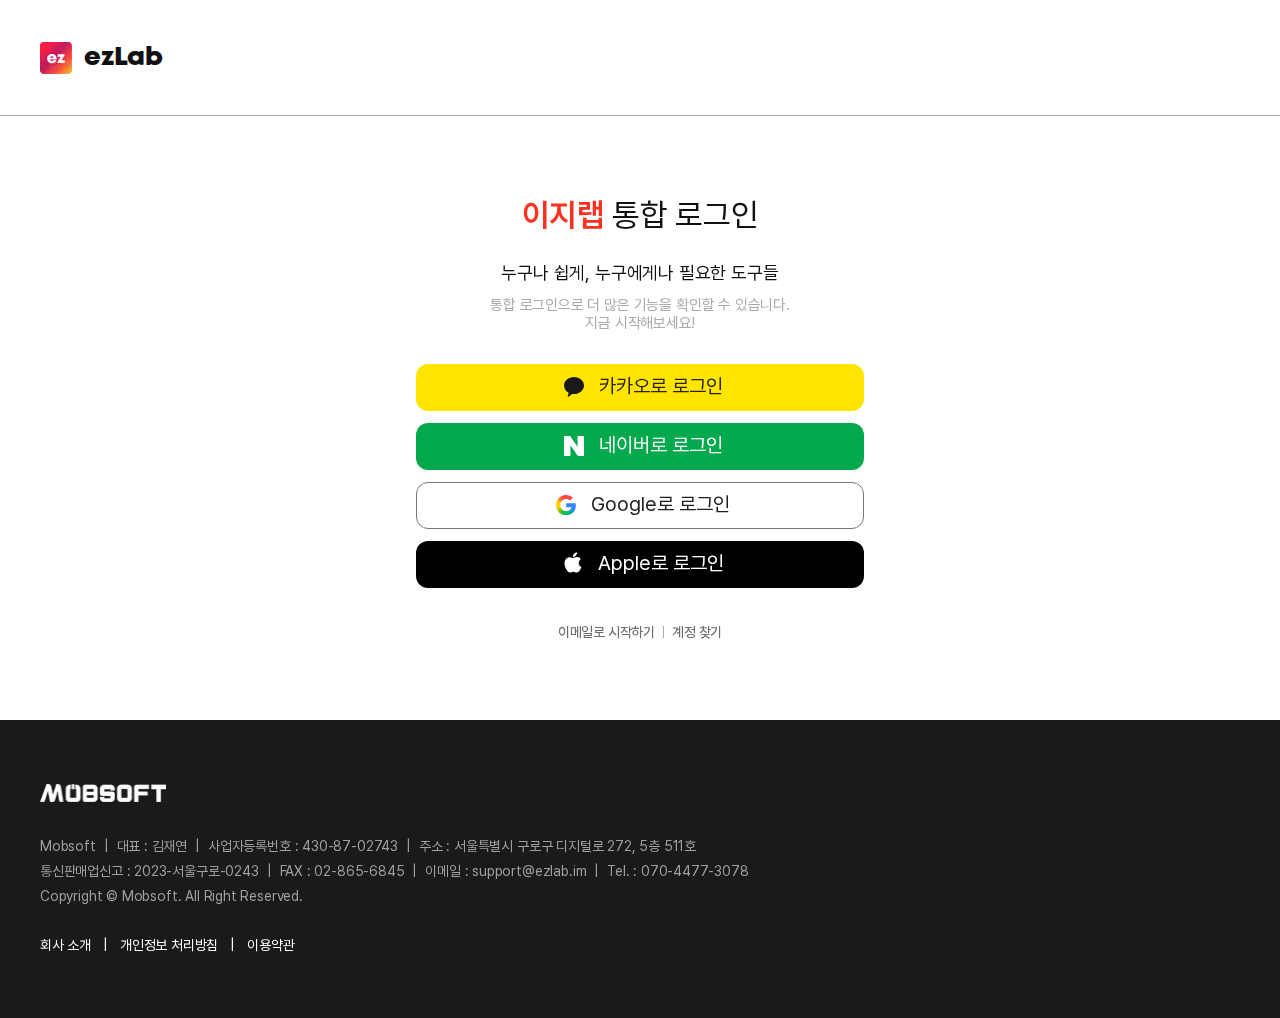 ez ezLab
이지랩 통합 로그인
누구나 쉽게, 누구에게나 필요한 도구들
통합 로그인으로 더 많은 기능을 확인할 수 있습니다.
지금 시작해보세요!
카카오로 로그인
네이버로 로그인
Google로 로그인
Apple로 로그인
이메일로 시작하기 | 계정 찾기
MOBSOFT
Mobsoft | 대표 : 김재연 | 사업자등록번호 : 430-87-02743 | 주소 : 서울특별시 구로구 디지털로 272, 5층 511호
통신판매업신고 : 2023-서울구로-0243 | FAX : 02-865-6845 | 이메일 : support@ezlab.im | Tel. : 070-4477-3078
Copyright © Mobsoft. All Right Reserved.
회사 소개 | 개인정보 처리방침 | 이용약관